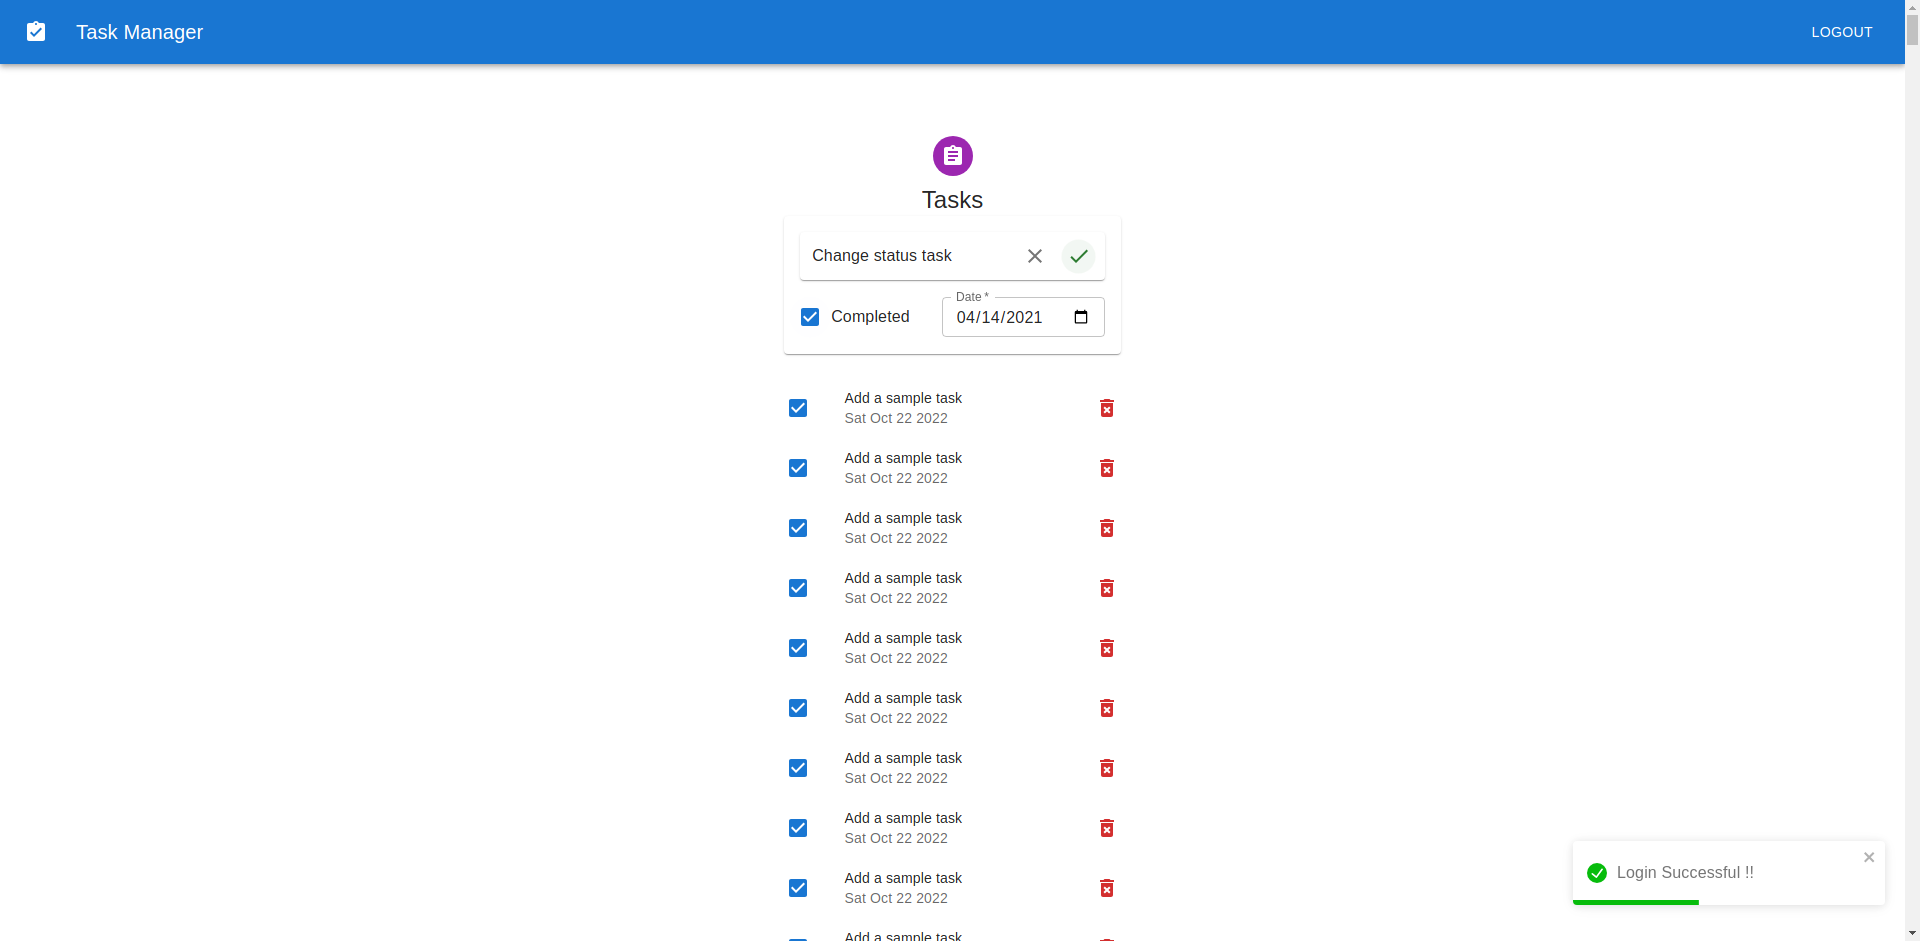 Task Manager
LOGOUT
Tasks
Change status task
Date *
Completed
04/14/2021
Add a sample task
Sat Oct 22 2022
Add a sample task
Sat Oct 22 2022
Add a sample task
Sat Oct 22 2022
Add a sample task
Sat Oct 22 2022
Add a sample task
Sat Oct 22 2022
Add a sample task
Sat Oct 22 2022
Add a sample task
Sat Oct 22 2022
Add a sample task
Sat Oct 22 2022
Add a sample task
Sat Oct 22 2022
Add a sample task
Login Successful !!